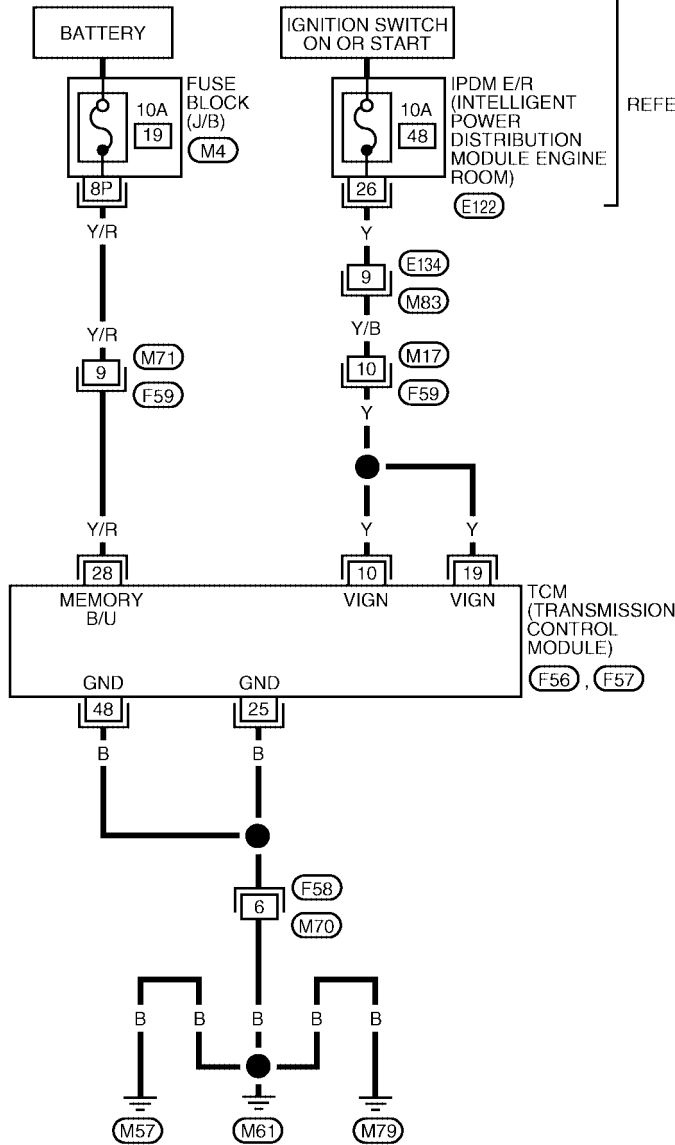 BATTERY
IGNITION SWITCH
ON OR START
FUSE
BLOCK
(J/B)
M4
10A
19
8P
IPDM E/R
(INTELLIGENT
POWER
DISTRIBUTION
MODULE ENGINE
ROOM)
E122
10A
48
26
REFE
Y/R
Y
9
E134
M83
Y/R
Y/B
9
M71
F59
10
M17
F59
Y
Y/R
Y
Y
28
10
19
MEMORY
B/U
VIGN
VIGN
TCM
(TRANSMISSION
CONTROL
MODULE)
F56 , F57
GND
GND
48
25
B
B
6
F58
M70
B
B
B
B
B
M57
M61
M79